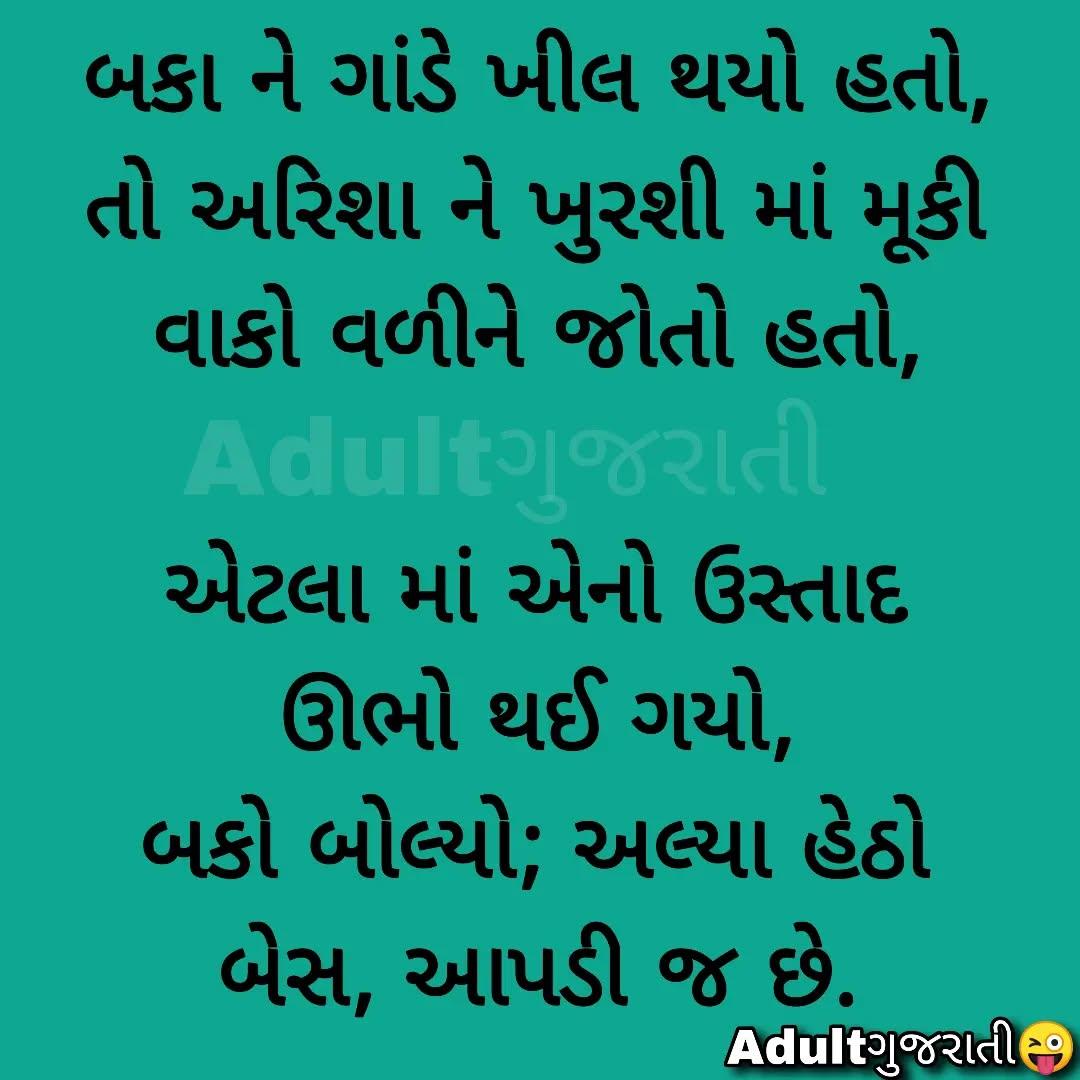 બકા ને ગાંડે ખીલ થયો હતો,
તો અરિશા ને ખુરશી માં મૂકી
વાકો વળીને જોતો હતો,
Adultગુજરાતી
એટલા માં એનો ઉસ્તાદ
ઊભો થઈ ગયો,
બકો બોલ્યો; અલ્યા હેઠો
બેસ, આપડી જ છે.
Adultગુજરાતી😜